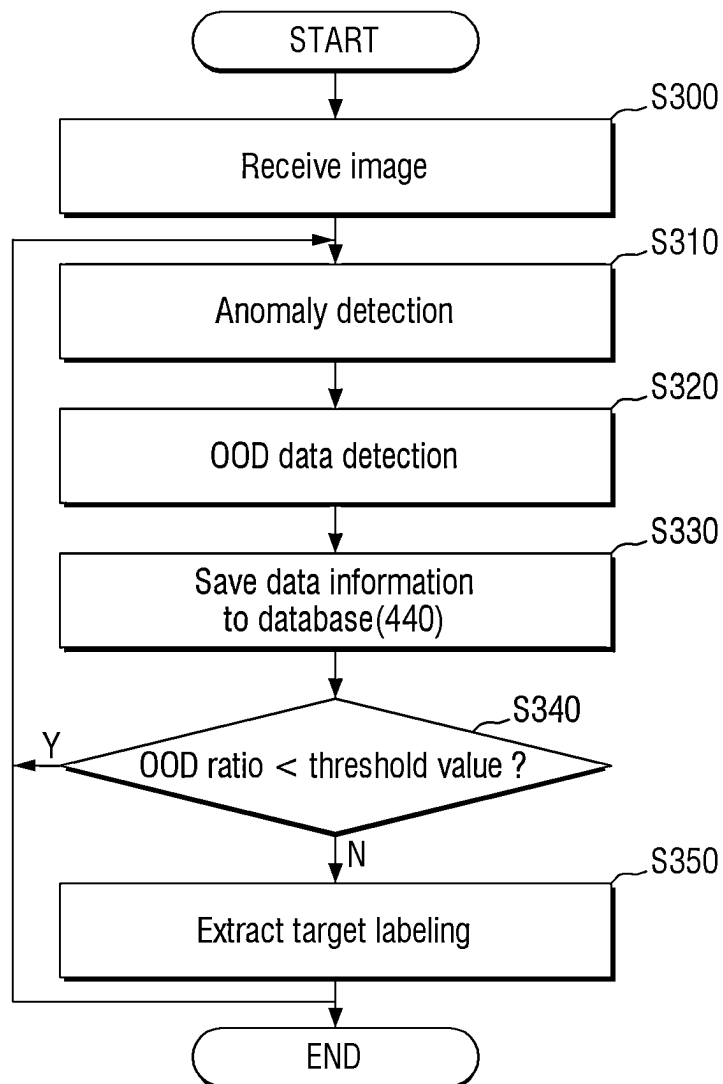 START
S300
Receive image
S310
Anomaly detection
S320
OOD data detection
S330
Save data information
to database(440)
S340
Y
OOD ratio < threshold value ?
N
S350
Extract target labeling
END